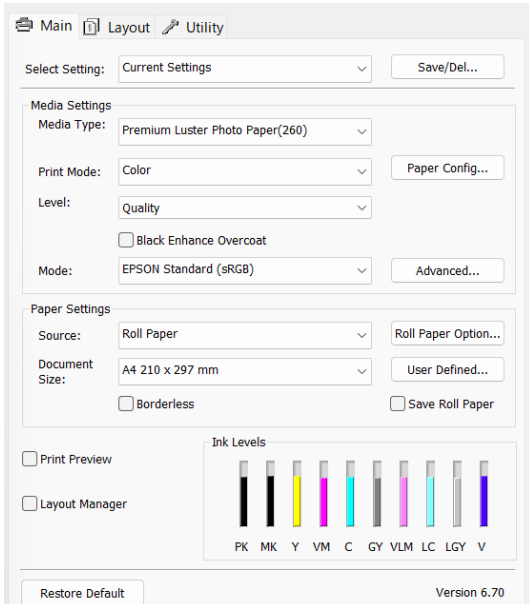 Main Layout Utility
Select Setting: Current Settings Save/Del...
Media Settings
Media Type: Premium Luster Photo Paper(260)
Print Mode: Color Paper Config...
Level: Quality
Black Enhance Overcoat
Mode: EPSON Standard (sRGB) Advanced...
Paper Settings
Source: Roll Paper Roll Paper Option...
Document
Size: A4 210 x 297 mm User Defined...
Borderless Save Roll Paper
Ink Levels
Print Preview
Layout Manager
PK MK Y VM C GY VLM LC LGY V
Restore Default Version 6.70